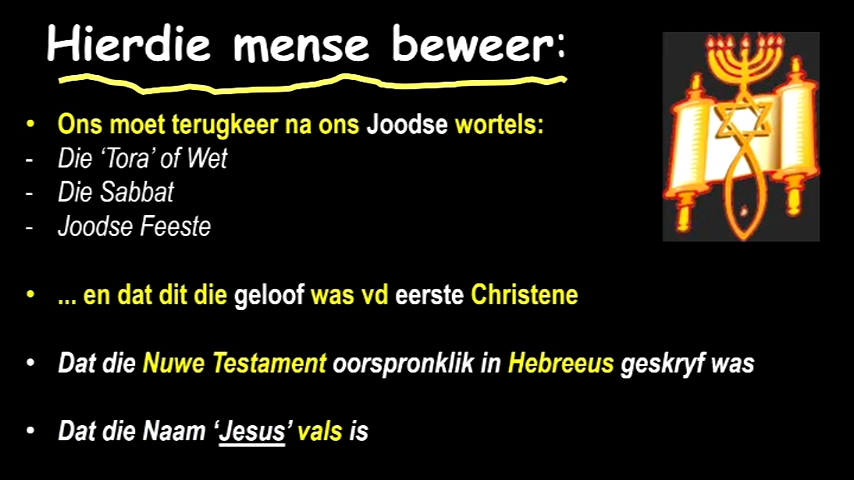 Hierdie mense beweer:
• Ons moet terugkeer na ons Joodse wortels:
- Die ‘Tora’ of Wet
- Die Sabbat
- Joodse Feeste
• ... en dat dit die geloof was vd eerste Christene
• Dat die Nuwe Testament oorspronklik in Hebreeus geskryf was
• Dat die Naam ‘Jesus’ vals is